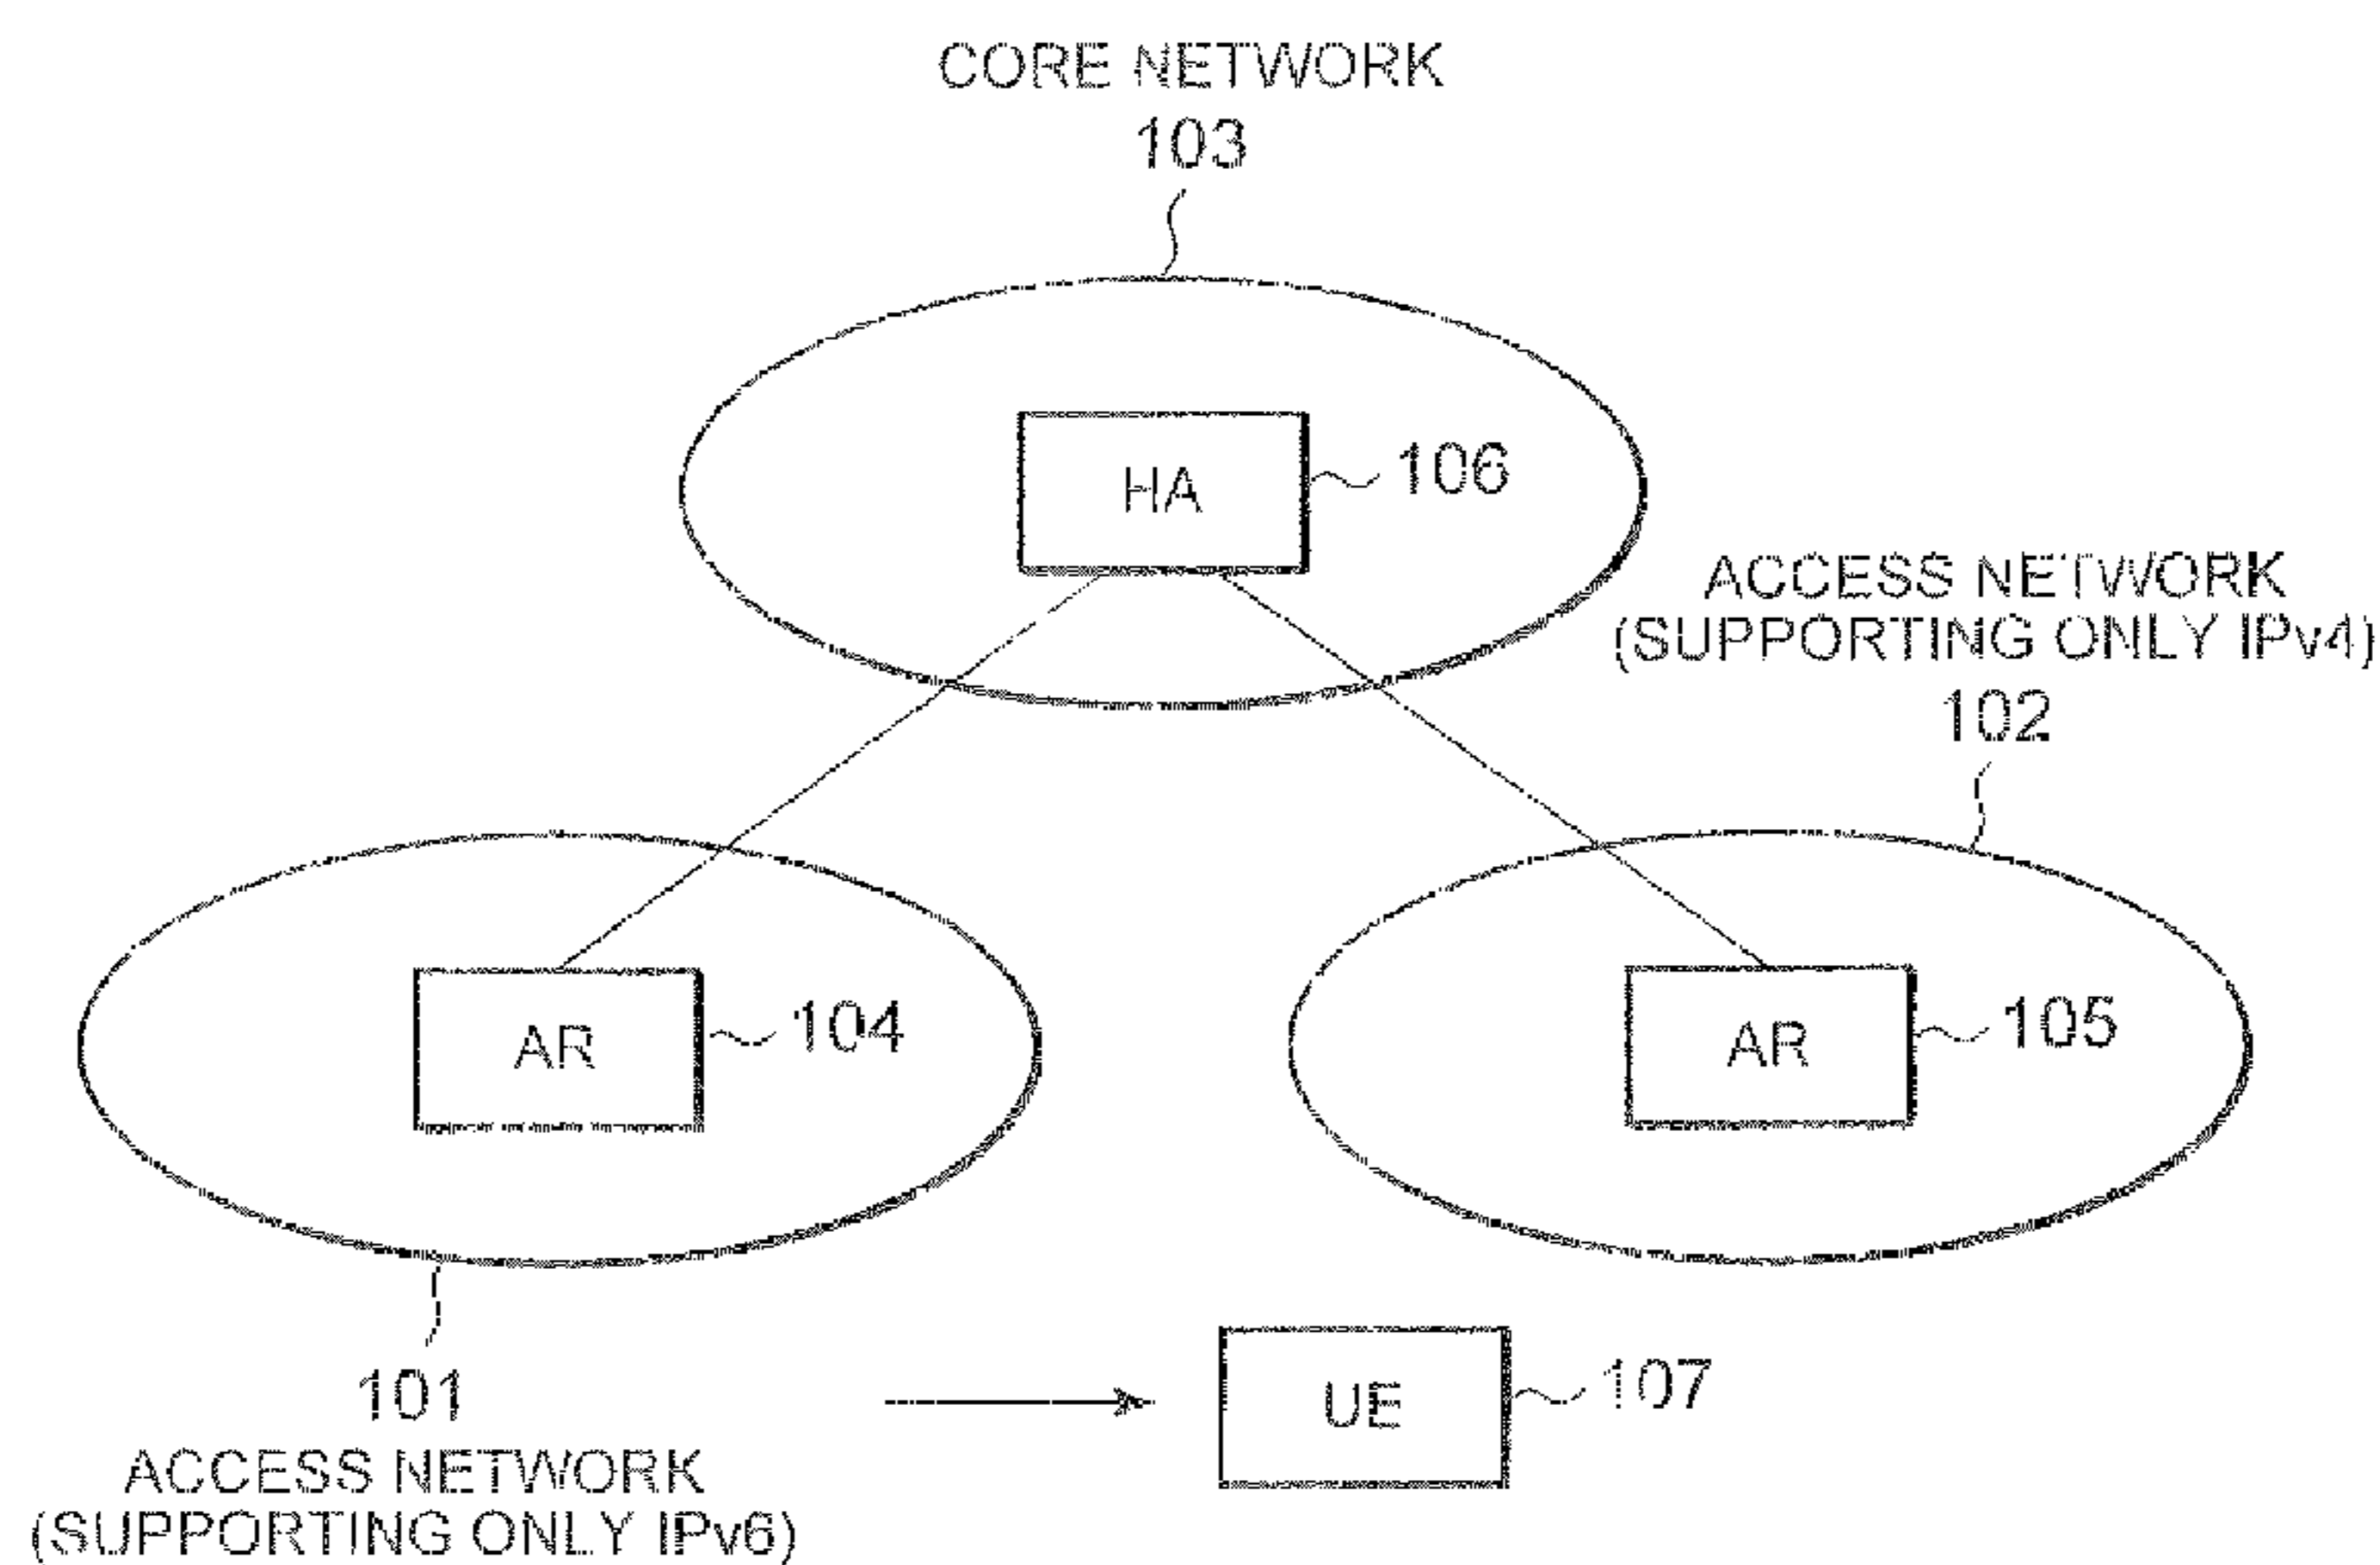 CORE NETWORK
103
HA
106
ACCESS NETWORK
(SUPPORTING ONLY IPv4)
102
AR
104
AR
105
101
ACCESS NETWORK
(SUPPORTING ONLY IPv6)
UE
107